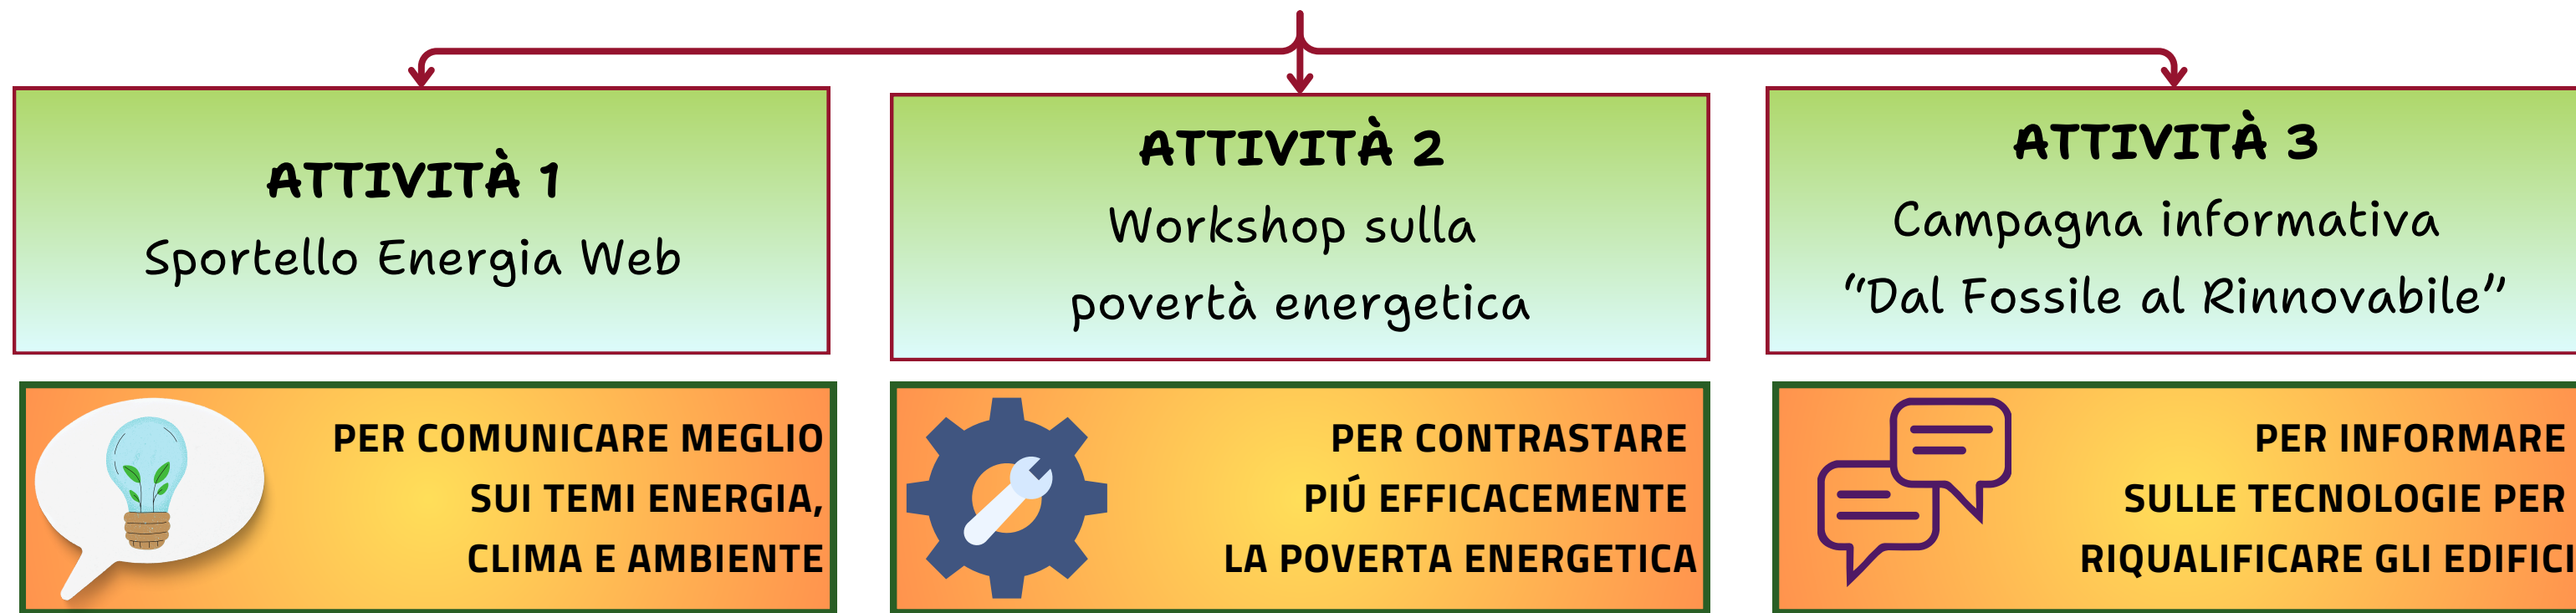 ATTIVITÀ 1
Sportello Energia Web
ATTIVITÀ 2
Workshop sulla
povertà energetica
ATTIVITÀ 3
Campagna informativa
“Dal Fossile al Rinnovabile”
PER COMUNICARE MEGLIO
SUI TEMI ENERGIA,
CLIMA E AMBIENTE
PER CONTRASTARE
PIÚ EFFICACEMENTE
LA POVERTA ENERGETICA
PER INFORMARE
SULLE TECNOLOGIE PER
RIQUALIFICARE GLI EDIFICI